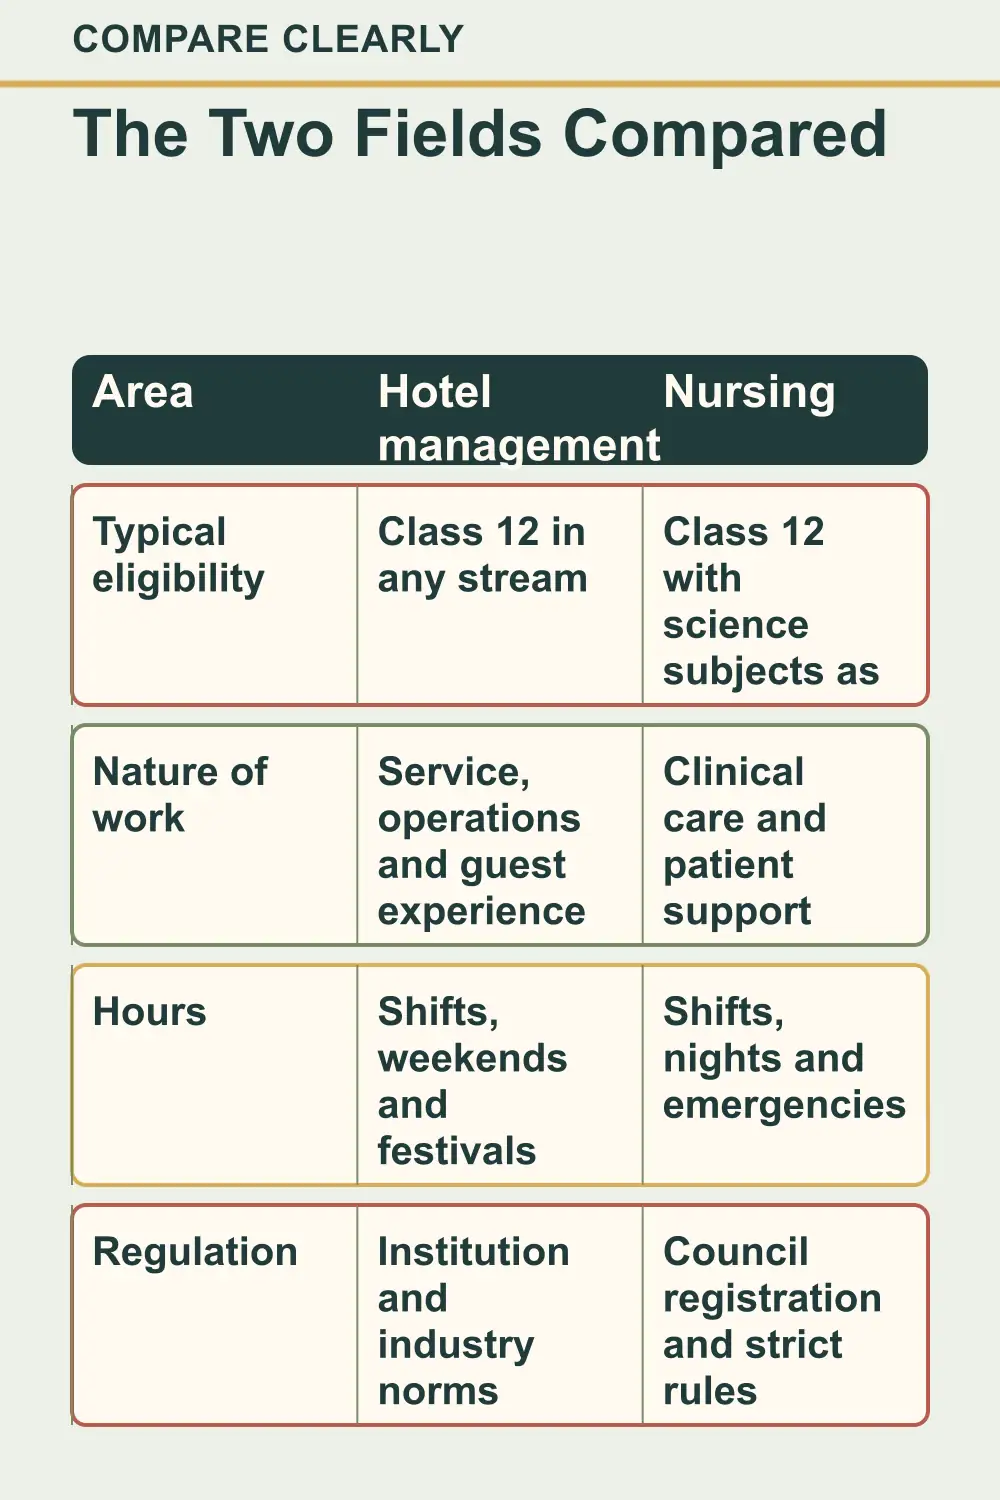 COMPARE CLEARLY
The Two Fields Compared
Area
Hotel
management
Nursing
Typical
eligibility
Class 12 in
any stream
Class 12
with
science
subjects as
Nature of
work
Service,
operations
and guest
experience
Clinical
care and
patient
support
Hours
Shifts,
weekends
and
festivals
Shifts,
nights and
emergencies
Regulation
Institution
and
industry
norms
Council
registration
and strict
rules